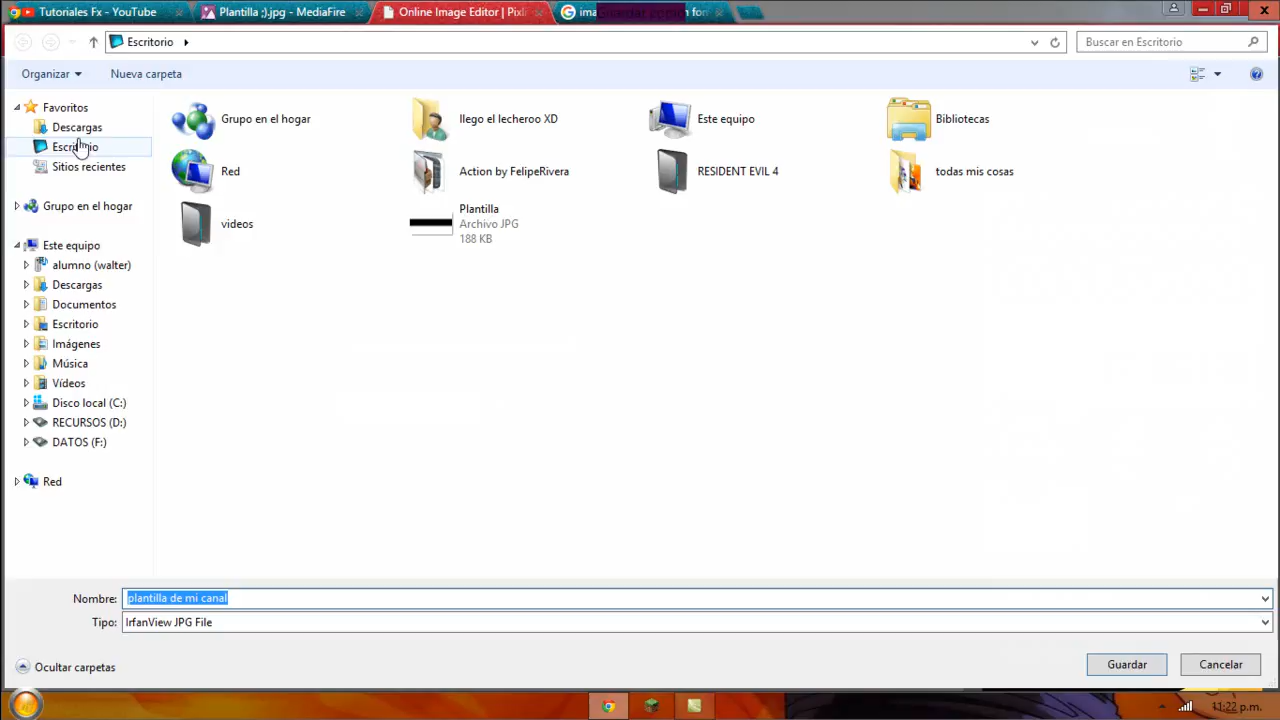 Tutoriales Fx - YouTube
Plantilla ;).jpg - MediaFire
Online Image Editor | Pixl
Escritorio
Buscar en Escritorio
Organizar
Nueva carpeta
Favoritos
Descargas
Escritorio
Sitios recientes
Grupo en el hogar
Este equipo
alumno (walter)
Descargas
Documentos
Escritorio
Imágenes
Música
Vídeos
Disco local (C:)
RECURSOS (D:)
DATOS (F:)
Red
Grupo en el hogar
llego el lecheroo XD
Este equipo
Bibliotecas
Red
Action by FelipeRivera
RESIDENT EVIL 4
todas mis cosas
videos
Plantilla
Archivo JPG
188 KB
Nombre: plantilla de mi canal
Tipo: IrfanView JPG File
Ocultar carpetas
Guardar
Cancelar
11:22 p.m.